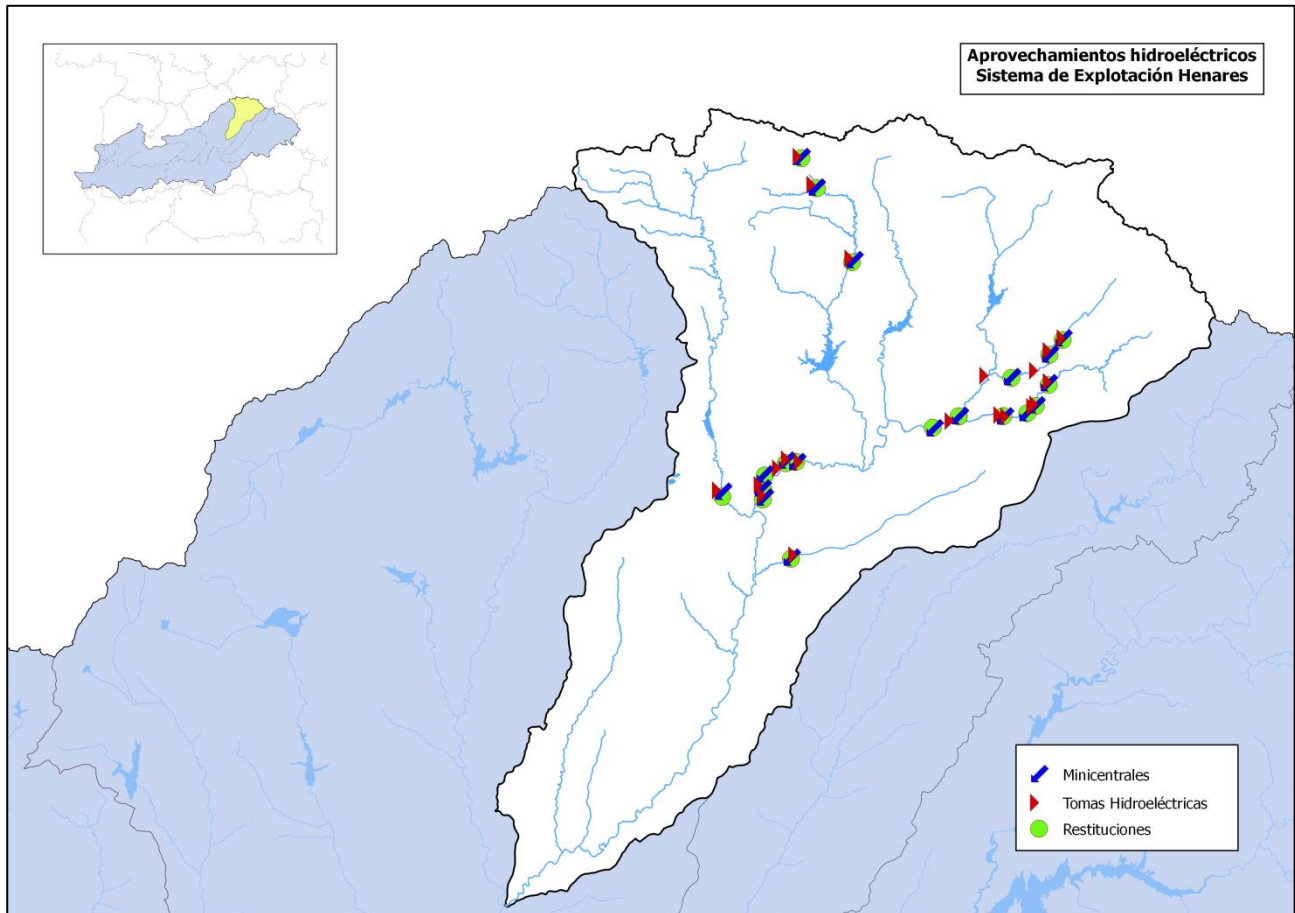 Aprovechamientos hidroeléctricos
Sistema de Explotación Henares
Minicentrales
Tomas Hidroeléctricas
Restituciones